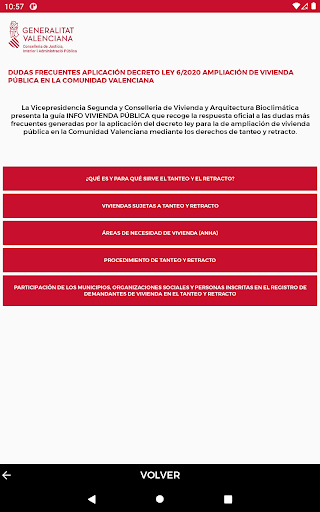 10:57
GENERALITAT
VALENCIANA
Conselleria de Justícia,
Interior i Administració Pública
DUDAS FRECUENTES APLICACIÓN DECRETO LEY 6/2020 AMPLIACIÓN DE VIVIENDA
PÚBLICA EN LA COMUNIDAD VALENCIANA
La Vicepresidencia Segunda y Conselleria de Vivienda y Arquitectura Bioclimática
presenta la guía INFO VIVIENDA PÚBLICA que recoge la respuesta oficial a las dudas más
frecuentes generadas por la aplicación del decreto ley para la de ampliación de vivienda
pública en la Comunidad Valenciana mediante los derechos de tanteo y retracto.
¿QUÉ ES Y PARA QUÉ SIRVE EL TANTEO Y EL RETRACTO?
VIVIENDAS SUJETAS A TANTEO Y RETRACTO
ÁREAS DE NECESIDAD DE VIVIENDA (ANHA)
PROCEDIMIENTO DE TANTEO Y RETRACTO
PARTICIPACIÓN DE LOS MUNICIPIOS, ORGANIZACIONES SOCIALES Y PERSONAS INSCRITAS EN EL REGISTRO DE
DEMANDANTES DE VIVIENDA EN EL TANTEO Y RETRACTO
VOLVER